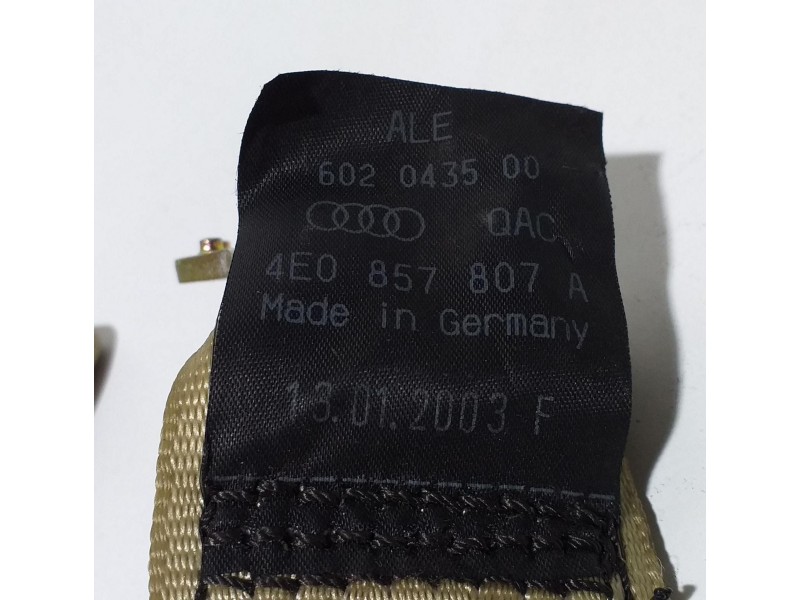 ALE
602 0435 00
QAC
4E0 857 807 A
Made in Germany
13.01.2003 F